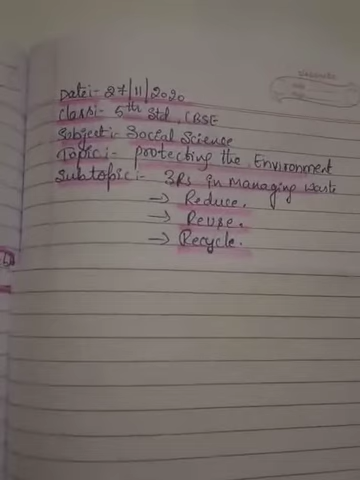 Date:- 27/11/2020
Class:- 5th Std, CBSE
Subject:- Social Science
Topic:- protecting the Environment
Subtopic:- 3Rs in managing waste
→ Reduce.
→ Reuse.
→ Recycle.